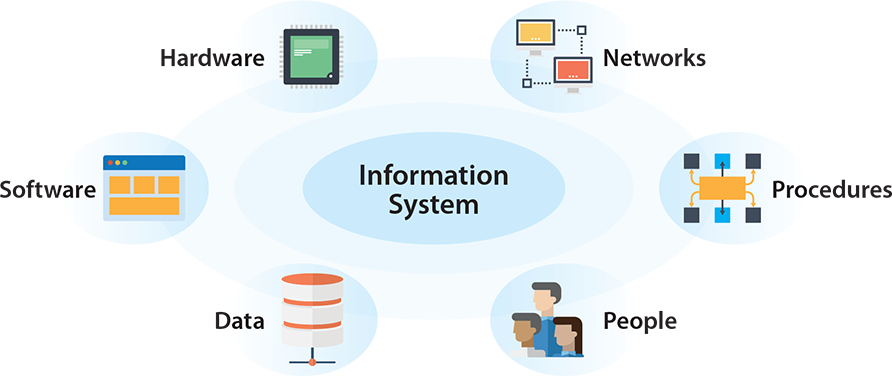 Hardware
Networks
Information
System
Software
Procedures
Data
People